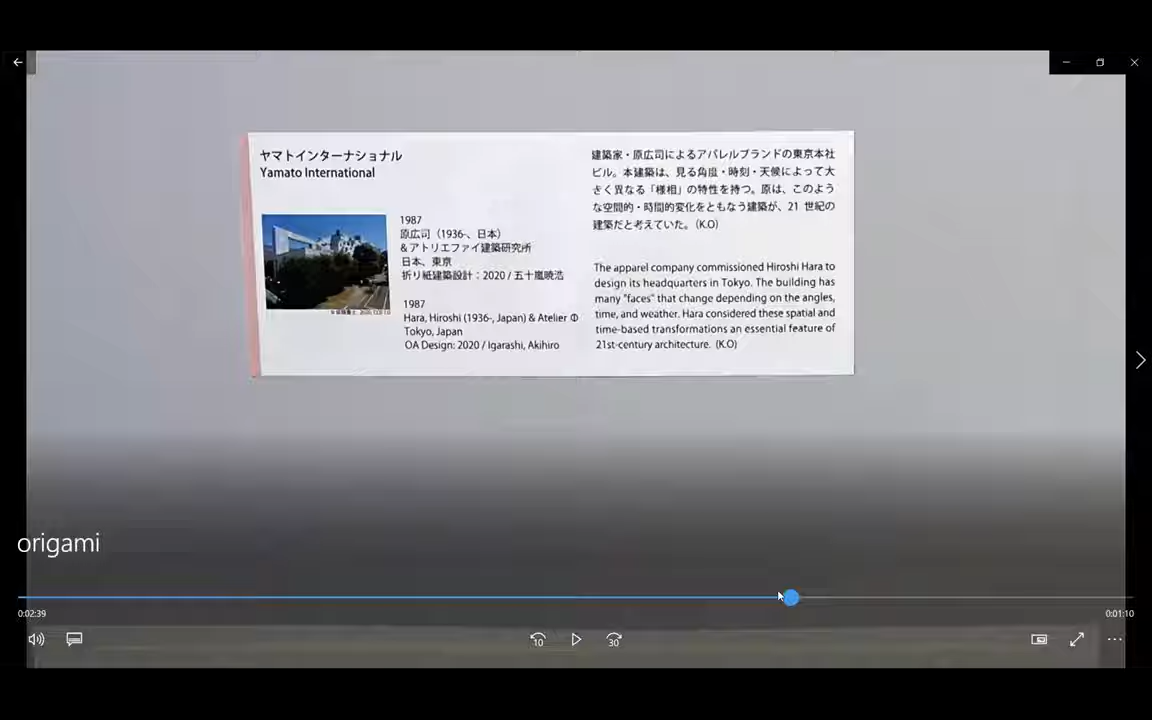 ヤマトインターナショナル
Yamato International
1987
原広司（1936-、日本）
＆アトリエファイ建築研究所
日本、東京
折り紙建築設計：2020 / 五十嵐暁浩
1987
Hara, Hiroshi (1936-, Japan) & Atelier Φ
Tokyo, Japan
OA Design: 2020 / Igarashi, Akihiro
建築家・原広司によるアパレルブランドの東京本社
ビル。本建築は、見る角度・時刻・天候によって大
きく異なる「様相」の特性を持つ。原は、このよう
な空間的・時間的変化をともなう建築が、21 世紀の
建築だと考えていた。（K.O）
The apparel company commissioned Hiroshi Hara to
design its headquarters in Tokyo. The building has
many "faces" that change depending on the angles,
time, and weather. Hara considered these spatial and
time-based transformations an essential feature of
21st-century architecture. (K.O)
origami
0:02:39
0:01:10
10
30